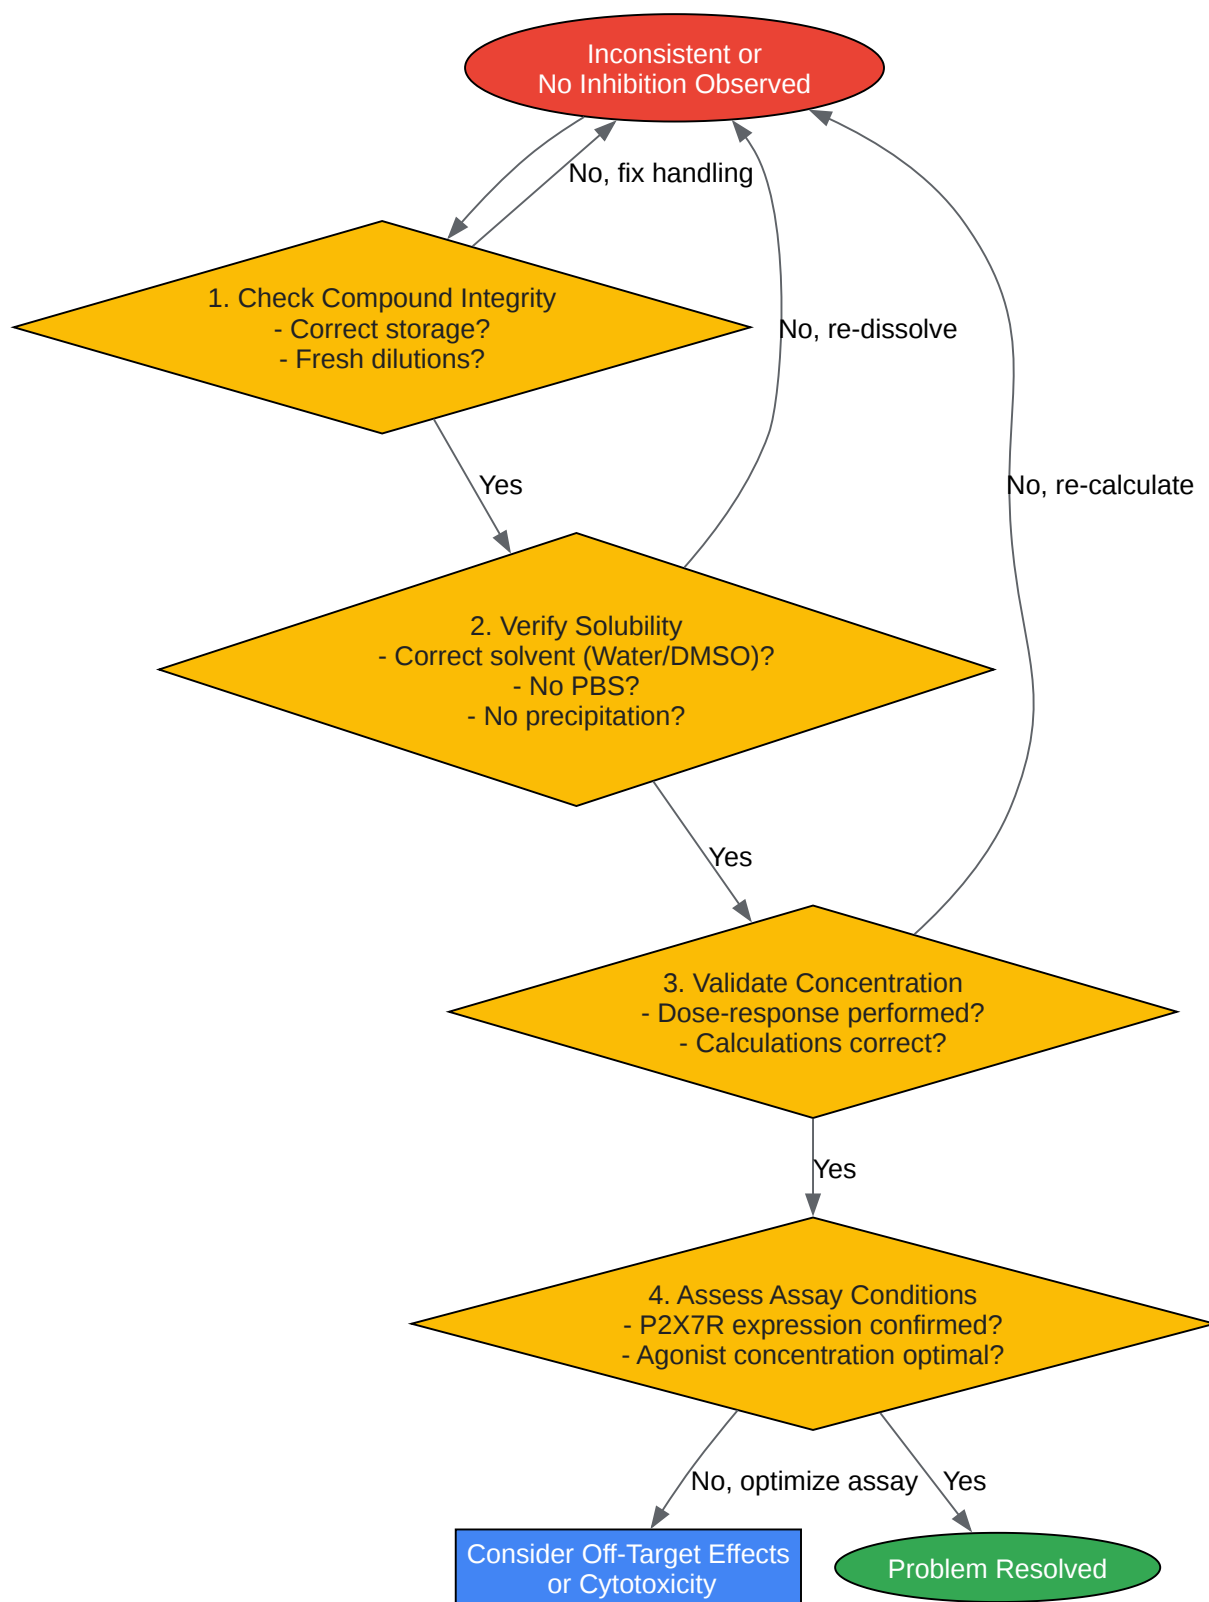 Inconsistent or
No Inhibition Observed
No, fix handling
1. Check Compound Integrity
- Correct storage?
- Fresh dilutions?
No, re-dissolve
Yes
No, re-calculate
2. Verify Solubility
- Correct solvent (Water/DMSO)?
- No PBS?
- No precipitation?
Yes
3. Validate Concentration
- Dose-response performed?
- Calculations correct?
Yes
4. Assess Assay Conditions
- P2X7R expression confirmed?
- Agonist concentration optimal?
No, optimize assay
Yes
Consider Off-Target Effects
or Cytotoxicity
Problem Resolved